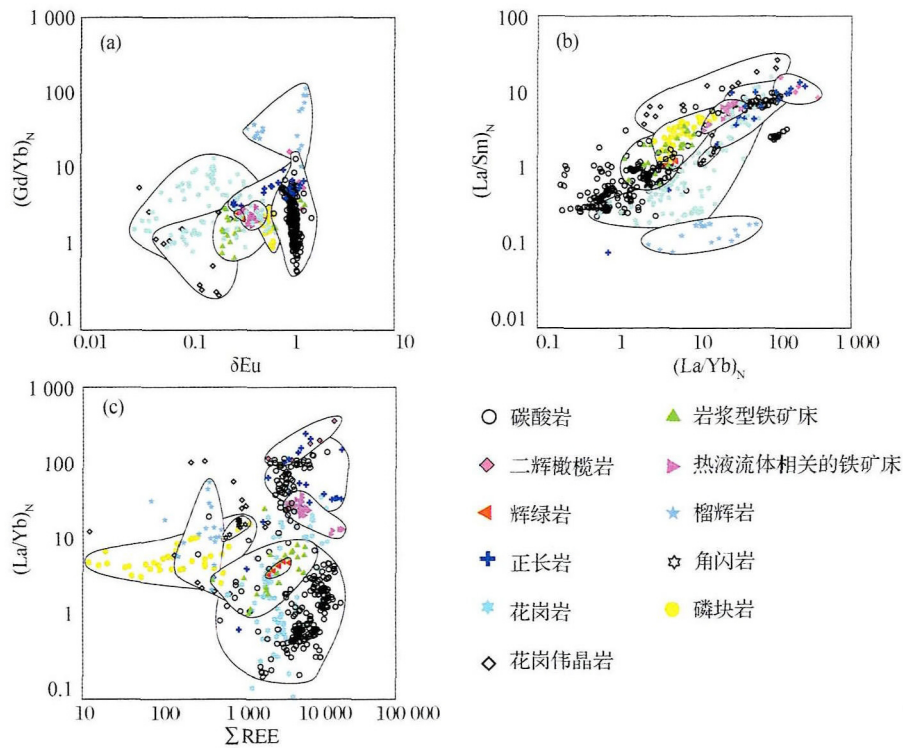 (a)
1 000
100
10
1
0.1
(Gd/Yb)N
0.01
0.1
1
10
δEu
(b)
100
10
1
0.1
0.01
(La/Sm)N
0.1
1
10
100
1 000
(La/Yb)N
(c)
1 000
100
10
1
0.1
(La/Yb)N
10
100
1 000
10 000
100 000
∑REE
碳酸岩
岩浆型铁矿床
二辉橄榄岩
热液流体相关的铁矿床
辉绿岩
榴辉岩
正长岩
角闪岩
花岗岩
磷块岩
花岗伟晶岩